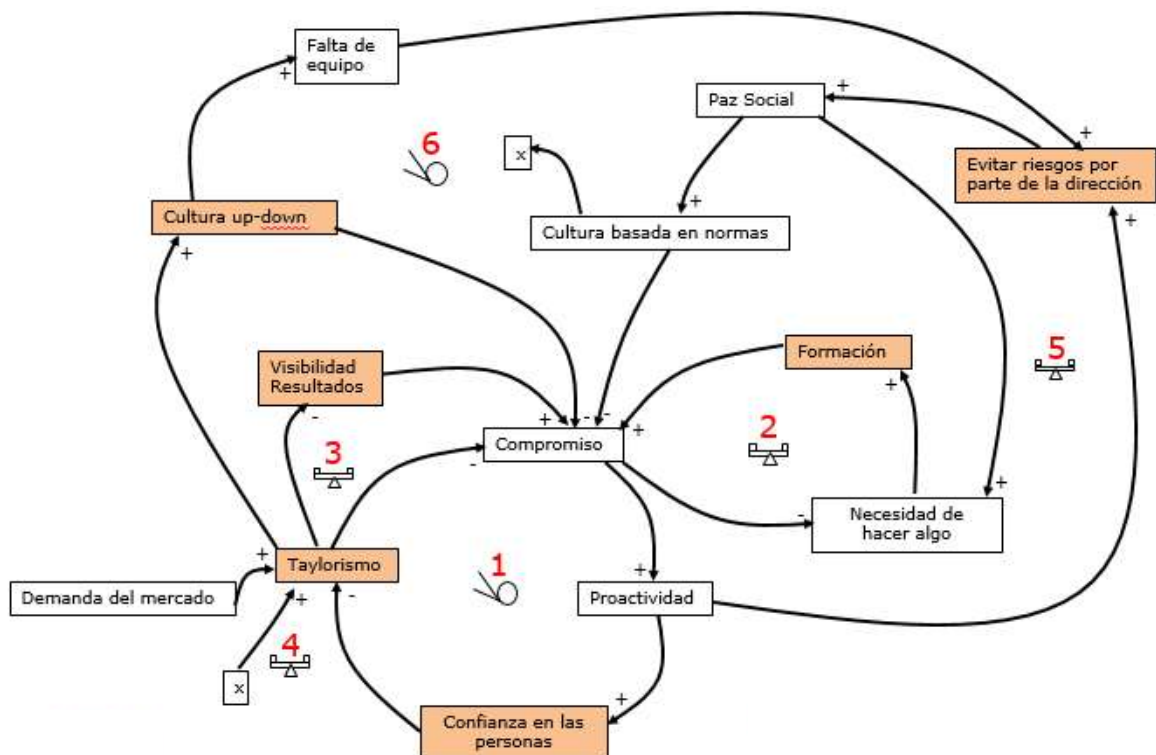 Falta de
equipo
+
Paz Social
+
6
x
+
Evitar riesgos por
parte de la dirección
+
Cultura up-down
+
+
Cultura basada en normas
Visibilidad
Resultados
-
Formación
+
5
+
-
-
+
Compromiso
-
2
3
+
-
Necesidad de
hacer algo
+
Taylorismo
-
1
+
Proactividad
Demanda del mercado
+
4
x
+
Confianza en las
personas